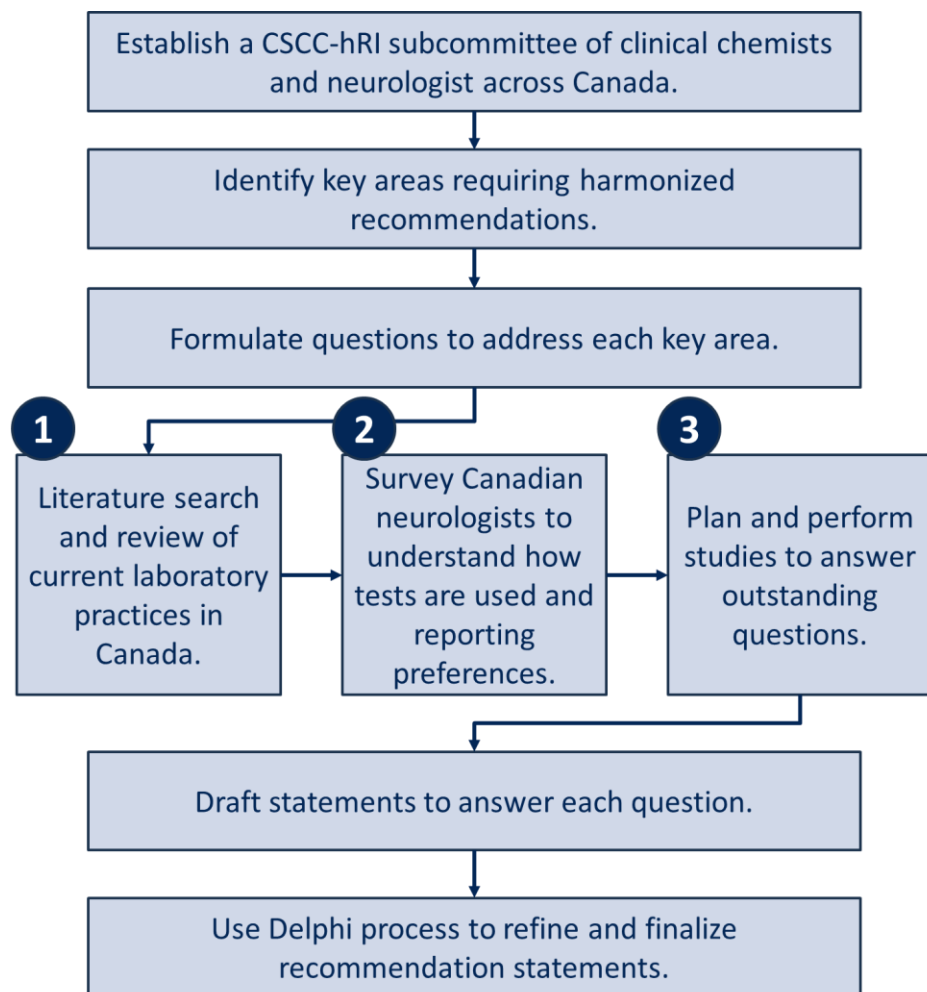 Establish a CSCC-hRI subcommittee of clinical chemists
and neurologist across Canada.
Identify key areas requiring harmonized
recommendations.
Formulate questions to address each key area.
1
Literature search
and review of
current laboratory
practices in
Canada.
2
Survey Canadian
neurologists to
understand how
tests are used and
reporting
preferences.
3
Plan and perform
studies to answer
outstanding
questions.
Draft statements to answer each question.
Use Delphi process to refine and finalize
recommendation statements.